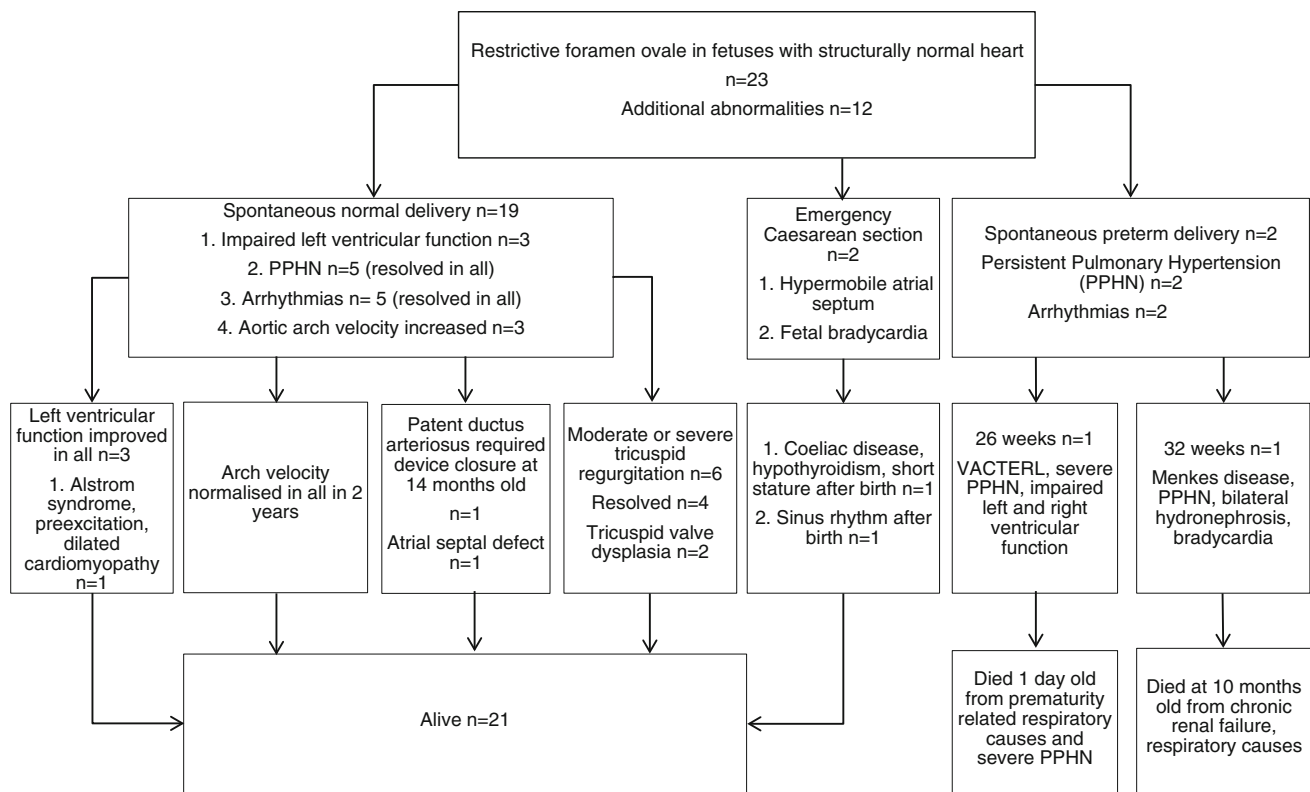 Restrictive foramen ovale in fetuses with structurally normal heart
n=23
Additional abnormalities n=12
Spontaneous normal delivery n=19
1. Impaired left ventricular function n=3
2. PPHN n=5 (resolved in all)
3. Arrhythmias n= 5 (resolved in all)
4. Aortic arch velocity increased n=3
Emergency
Caesarean section
n=2
1. Hypermobile atrial
septum
2. Fetal bradycardia
Spontaneous preterm delivery n=2
Persistent Pulmonary Hypertension
(PPHN) n=2
Arrhythmias n=2
Left ventricular
function improved
in all n=3
1. Alstrom
syndrome,
preexcitation,
dilated
cardiomyopathy
n=1
Arch velocity
normalised in all in 2
years
Patent ductus
arteriosus required
device closure at
14 months old
n=1
Atrial septal defect
n=1
Moderate or severe
tricuspid
regurgitation n=6
Resolved n=4
Tricuspid valve
dysplasia n=2
1. Coeliac disease,
hypothyroidism, short
stature after birth n=1
2. Sinus rhythm after
birth n=1
26 weeks n=1
VACTERL, severe
PPHN, impaired
left and right
ventricular
function
32 weeks n=1
Menkes disease,
PPHN, bilateral
hydronephrosis,
bradycardia
Alive n=21
Died 1 day old
from prematurity
related respiratory
causes and
severe PPHN
Died at 10 months
old from chronic
renal failure,
respiratory causes